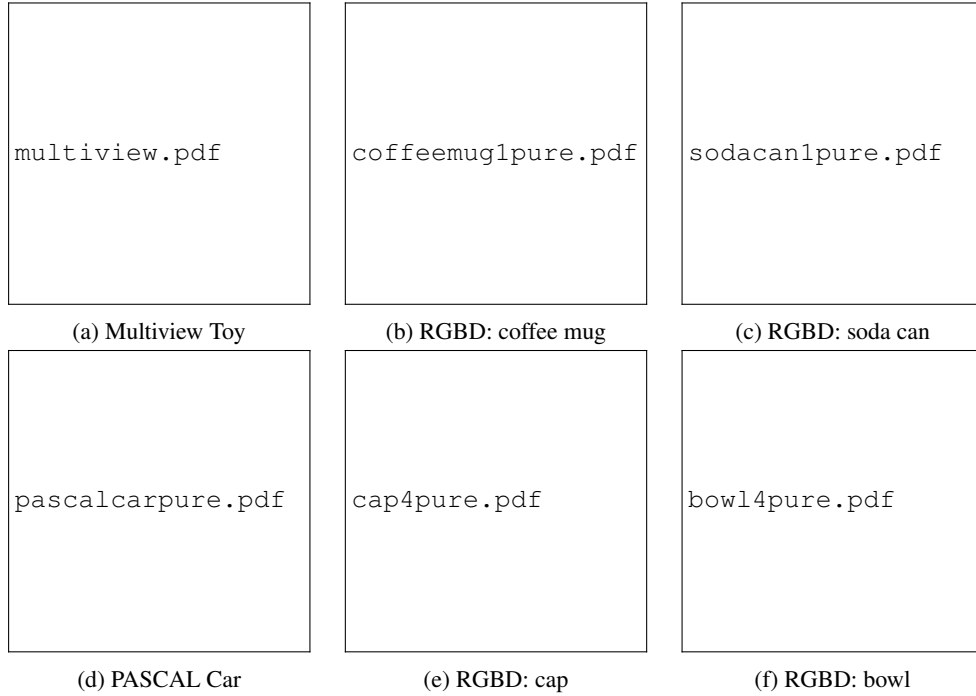 multiview.pdf
coffeemug1pure.pdf
sodacan1pure.pdf
(a) Multiview Toy
(b) RGBD: coffee mug
(c) RGBD: soda can
pascalcarpure.pdf
cap4pure.pdf
bowl4pure.pdf
(d) PASCAL Car
(e) RGBD: cap
(f) RGBD: bowl